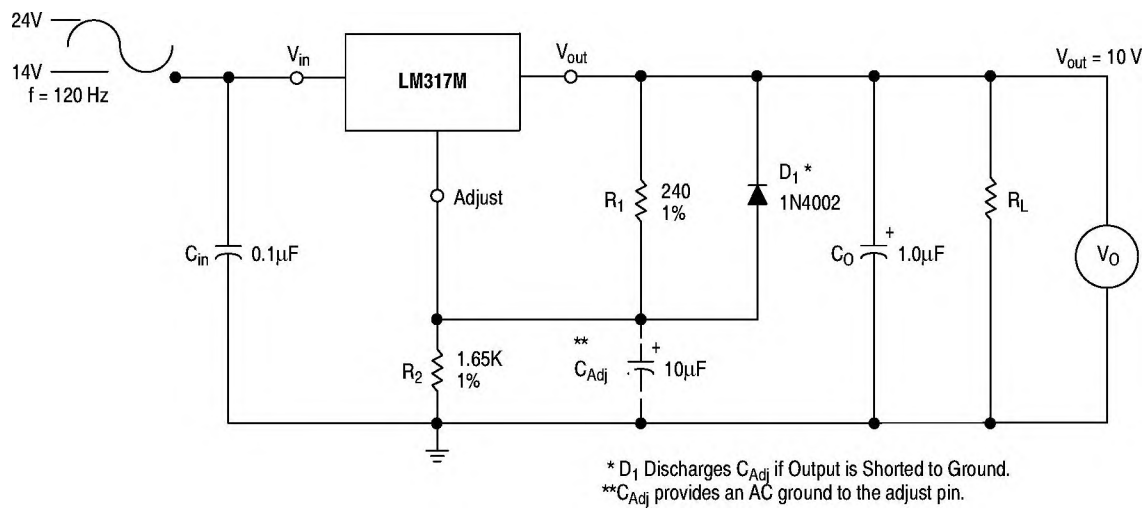 24V
14V
f = 120 Hz
Vin
LM317M
Vout
Vout = 10 V
Adjust
Cin
0.1μF
R1
240
1%
D1 *
1N4002
CO
+
1.0μF
RL
VO
R2
1.65K
1%
**
CAdj
+
10μF
* D1 Discharges CAdj if Output is Shorted to Ground.
**CAdj provides an AC ground to the adjust pin.